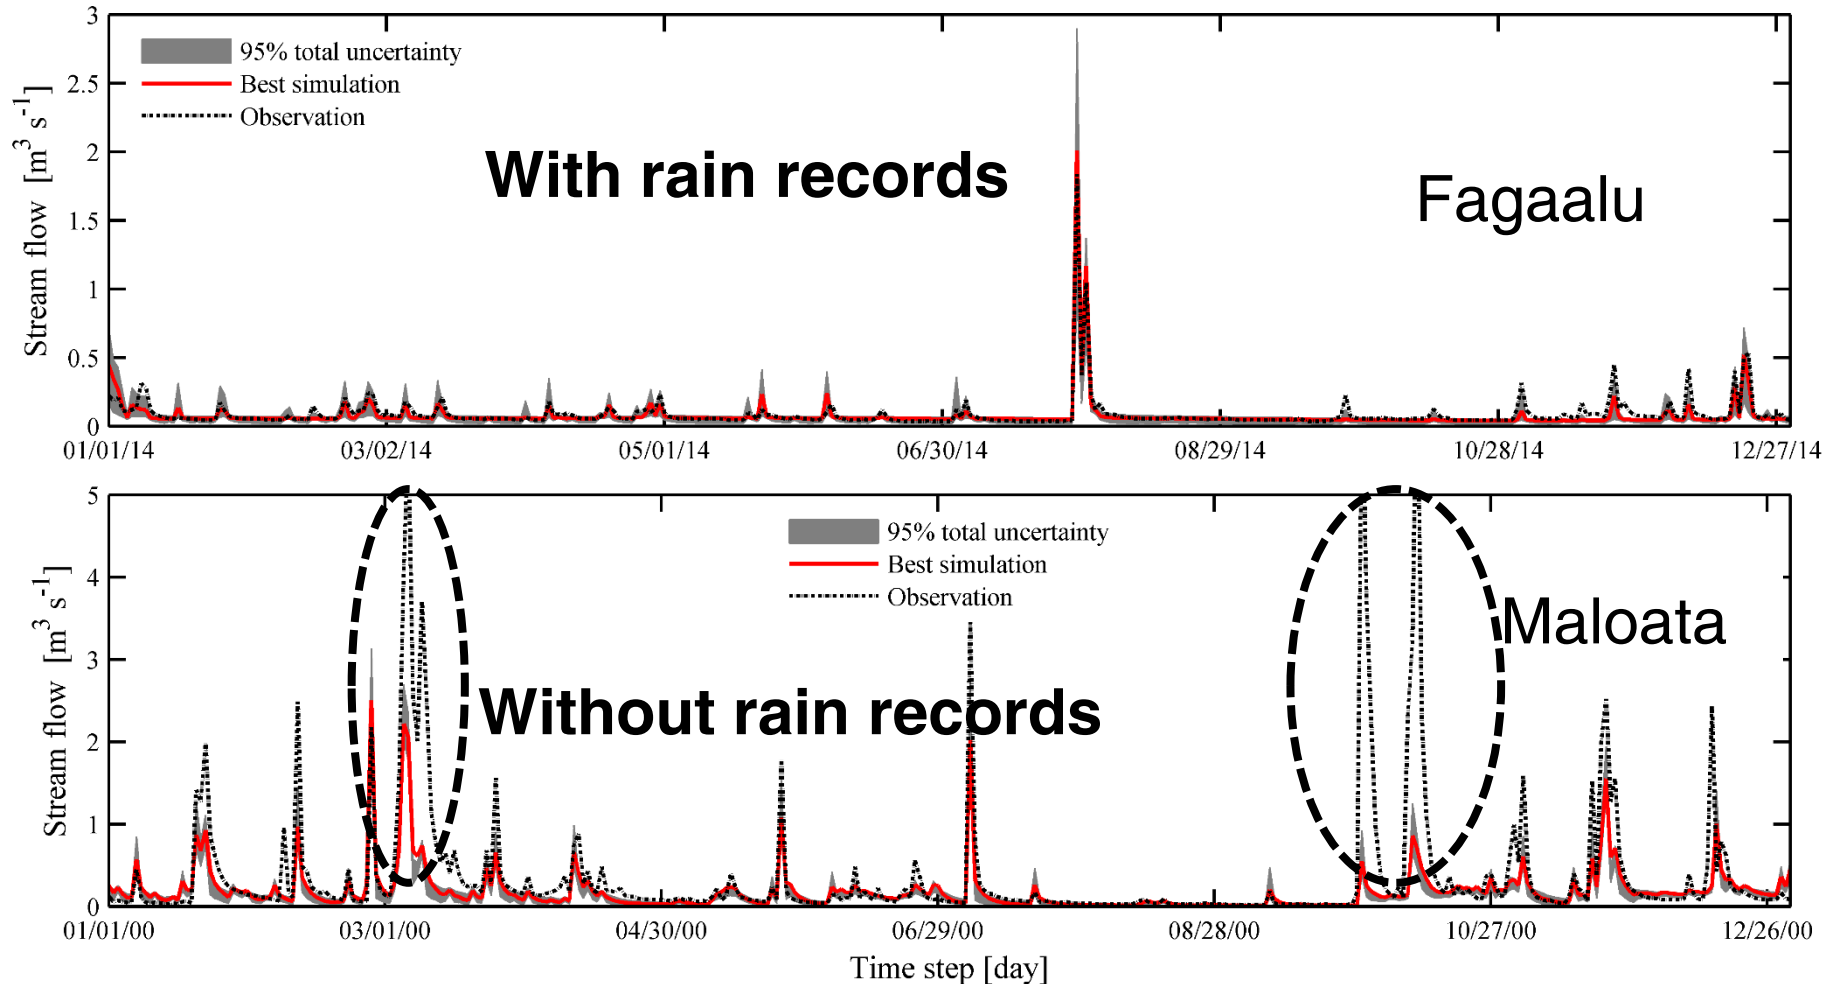 3
2.5
2
1.5
1
0.5
0
Stream flow [m³ s⁻¹]
95% total uncertainty
Best simulation
Observation
With rain records
Fagaalu
01/01/14 03/02/14 05/01/14 06/30/14 08/29/14 10/28/14 12/27/14
5
4
3
2
1
0
Stream flow [m³ s⁻¹]
95% total uncertainty
Best simulation
Observation
Maloata
Without rain records
01/01/00 03/01/00 04/30/00 06/29/00 08/28/00 10/27/00 12/26/00
Time step [day]